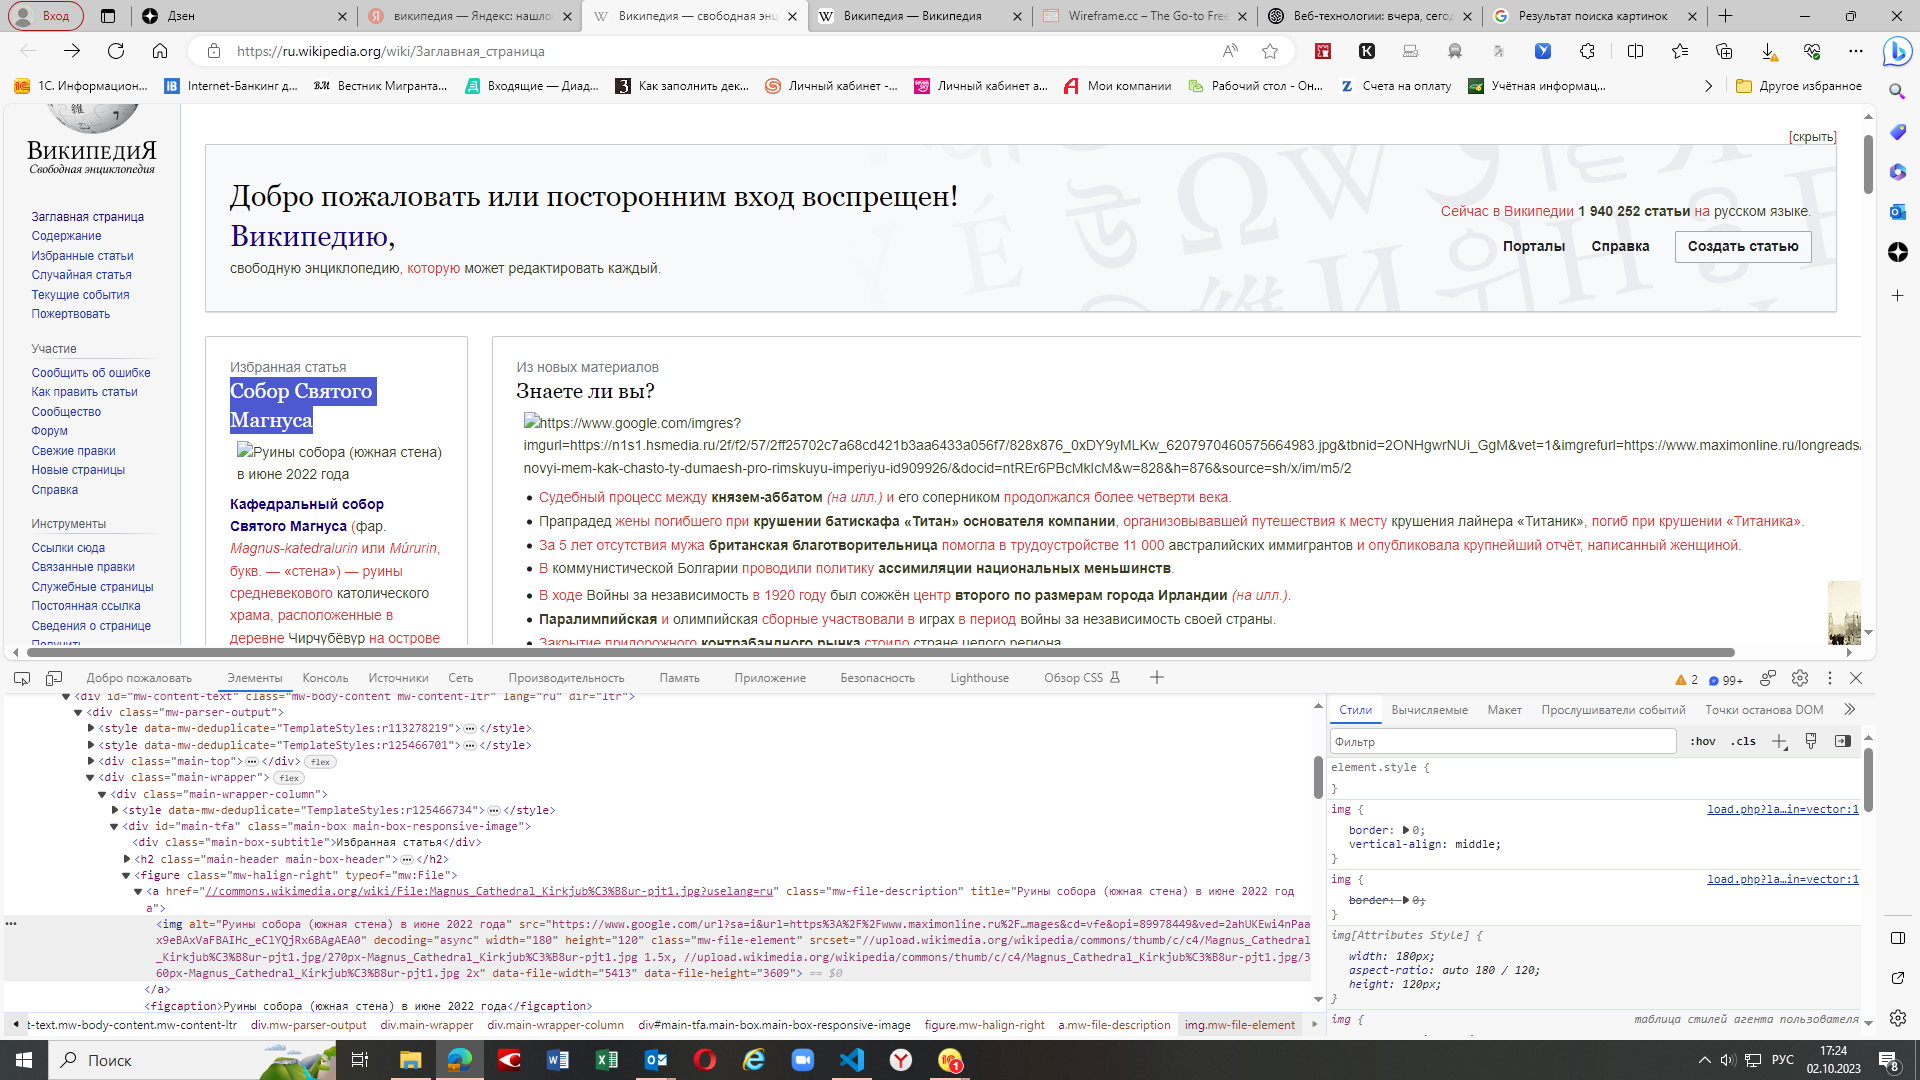 Вход
Дзен
википедия — Яндекс: нашло
Википедия — свободная энц
Википедия — Википедия
Wireframe.cc – The Go-to Free
Веб-технологии: вчера, сегод
Результат поиска картинок
https://ru.wikipedia.org/wiki/Заглавная_страница
1С. Информацион...
Internet-Банкинг д...
Вестник Мигранта...
Входящие — Диад...
Как заполнить дек...
Личный кабинет -...
Личный кабинет а...
Мои компании
Рабочий стол - Он...
Счета на оплату
Учётная информац...
Другое избранное
ВИКИПЕДИЯ
Свободная энциклопедия
Заглавная страница
Содержание
Избранные статьи
Случайная статья
Текущие события
Пожертвовать
Участие
Сообщить об ошибке
Как править статьи
Сообщество
Форум
Свежие правки
Новые страницы
Справка
Инструменты
Ссылки сюда
Связанные правки
Служебные страницы
Постоянная ссылка
Сведения о странице
[скрыть]
Добро пожаловать или посторонним вход воспрещен!
Википедию,
свободную энциклопедию, которую может редактировать каждый.
Сейчас в Википедии 1 940 252 статьи на русском языке.
Порталы Справка Создать статью
Избранная статья
Собор Святого
Магнуса
Руины собора (южная стена)
в июне 2022 года
Кафедральный собор
Святого Магнуса (фар.
Magnus-katedralurin или Múrurin,
букв. — «стена») — руины
средневекового католического
храма, расположенные в
деревне Чирчубёвур на острове
Из новых материалов
Знаете ли вы?
https://www.google.com/imgres?
imgurl=https://n1s1.hsmedia.ru/2f/f2/57/2ff25702c7a68cd421b3aa6433a056f7/828x876_0xDY9yMLKw_6207970460575664983.jpg&tbnid=2ONHgwrNUi_GgM&vet=1&imgrefurl=https://www.maximonline.ru/longreads/
novyi-mem-kak-chasto-ty-dumaesh-pro-rimskuyu-imperiyu-id909926/&docid=ntREr6PBcMkIcM&w=828&h=876&source=sh/x/im/m5/2
Судебный процесс между князем-аббатом (на илл.) и его соперником продолжался более четверти века.
Прапрадед жены погибшего при крушении батискафа «Титан» основателя компании, организовывавшей путешествия к месту крушения лайнера «Титаник», погиб при крушении «Титаника».
За 5 лет отсутствия мужа британская благотворительница помогла в трудоустройстве 11 000 австралийских иммигрантов и опубликовала крупнейший отчёт, написанный женщиной.
В коммунистической Болгарии проводили политику ассимиляции национальных меньшинств.
В ходе Войны за независимость в 1920 году был сожжён центр второго по размерам города Ирландии (на илл.).
Паралимпийская и олимпийская сборные участвовали в играх в период войны за независимость своей страны.
Закрытие придорожного контрабандного рынка стоило стране целого региона.
Добро пожаловать
Элементы
Консоль
Источники
Сеть
Производительность
Память
Приложение
Безопасность
Lighthouse
Обзор CSS
2
99+
<div id="mw-content-text" class="mw-body-content mw-content-ltr" lang="ru" dir="ltr">
<div class="mw-parser-output">
<style data-mw-deduplicate="TemplateStyles:r113278219">…</style>
<style data-mw-deduplicate="TemplateStyles:r125466701">…</style>
<div class="main-top">…</div> flex
<div class="main-wrapper"> flex
<div class="main-wrapper-column">
<style data-mw-deduplicate="TemplateStyles:r125466734">…</style>
<div id="main-tfa" class="main-box main-box-responsive-image">
<div class="main-box-subtitle">Избранная статья</div>
<h2 class="main-header main-box-header">…</h2>
<figure class="mw-halign-right" typeof="mw:File">
<a href="//commons.wikimedia.org/wiki/File:Magnus_Cathedral_Kirkjub%C3%B8ur-pjt1.jpg?uselang=ru" class="mw-file-description" title="Руины собора (южная стена) в июне 2022 год
а">
<img alt="Руины собора (южная стена) в июне 2022 года" src="https://www.google.com/url?sa=i&url=https%3A%2F%2Fwww.maximonline.ru%2F…mages&cd=vfe&opi=89978449&ved=2ahUKEwi4nPaa
x9eBAxVaFBAIHc_eClYQjRx6BAgAEA0" decoding="async" width="180" height="120" class="mw-file-element" srcset="//upload.wikimedia.org/wikipedia/commons/thumb/c/c4/Magnus_Cathedral
_Kirkjub%C3%B8ur-pjt1.jpg/270px-Magnus_Cathedral_Kirkjub%C3%B8ur-pjt1.jpg 1.5x, //upload.wikimedia.org/wikipedia/commons/thumb/c/c4/Magnus_Cathedral_Kirkjub%C3%B8ur-pjt1.jpg/3
60px-Magnus_Cathedral_Kirkjub%C3%B8ur-pjt1.jpg 2x" data-file-width="5413" data-file-height="3609"> == $0
</a>
<figcaption>Руины собора (южная стена) в июне 2022 года</figcaption>
t-text.mw-body-content.mw-content-ltr
div.mw-parser-output
div.main-wrapper
div.main-wrapper-column
div#main-tfa.main-box.main-box-responsive-image
figure.mw-halign-right
a.mw-file-description
img.mw-file-element
Стили
Вычисляемые
Макет
Прослушиватели событий
Точки останова DOM
Фильтр
:hov
.cls
element.style {
}
img { load.php?la…in=vector:1
border: 0;
vertical-align: middle;
}
img { load.php?la…in=vector:1
border: 0;
}
img[Attributes Style] {
width: 180px;
aspect-ratio: auto 180 / 120;
height: 120px;
}
img { таблица стилей агента пользователя
Поиск
РУС
17:24
02.10.2023
8